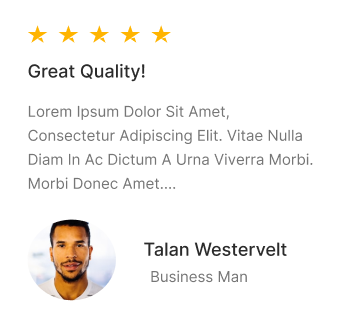 Great Quality!
Lorem Ipsum Dolor Sit Amet,
Consectetur Adipiscing Elit. Vitae Nulla
Diam In Ac Dictum A Urna Viverra Morbi.
Morbi Donec Amet....
Talan Westervelt
Business Man